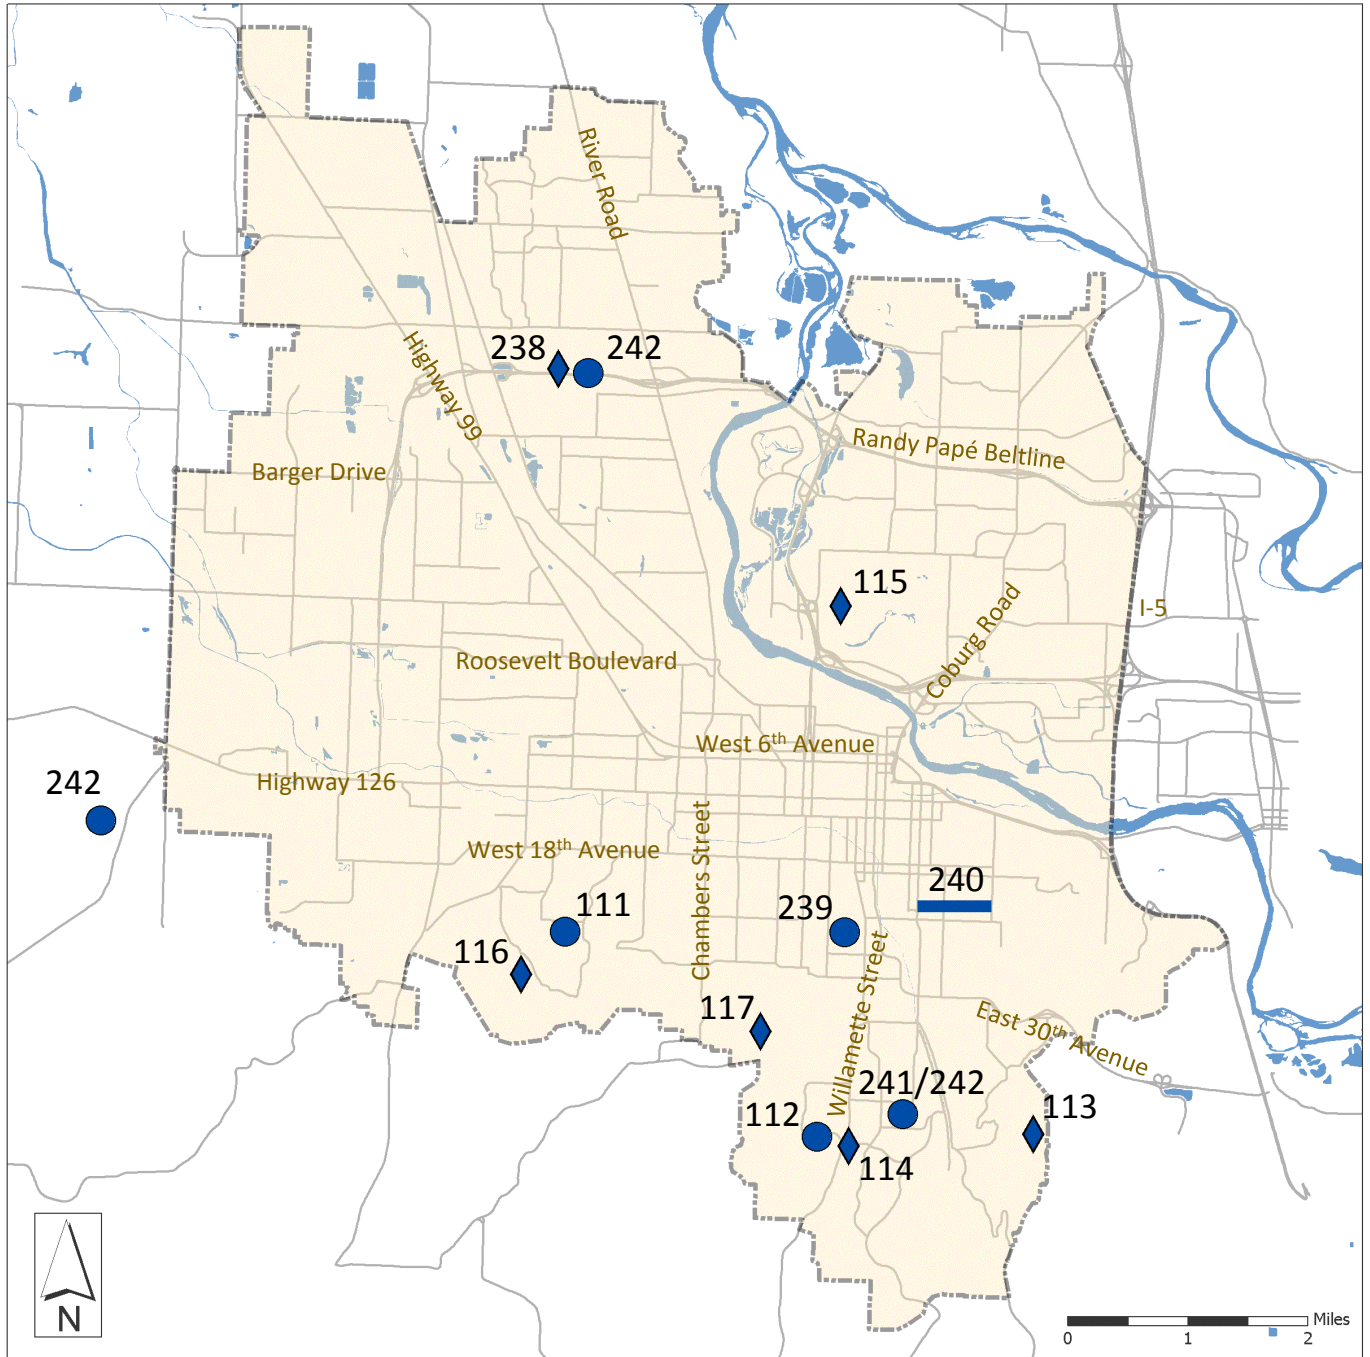 River Road
238
242
Highway 99
Randy Papé Beltline
Barger Drive
115
I-5
Coburg Road
Roosevelt Boulevard
West 6th Avenue
242
Highway 126
Chambers Street
West 18th Avenue
240
111
239
116
Willamette Street
117
East 30th Avenue
241/242
112
113
114
N
Miles
0 1 2